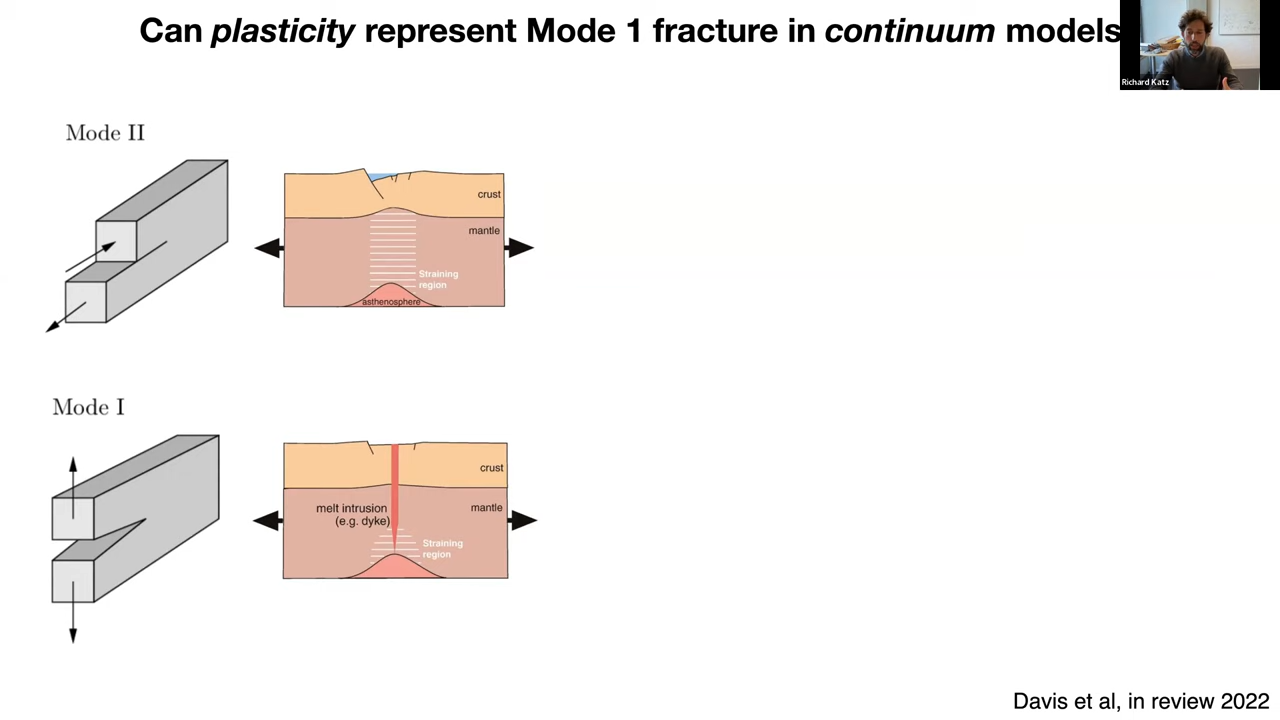 Can plasticity represent Mode 1 fracture in continuum models
Richard Katz
Mode II
crust
mantle
Straining
region
asthenosphere
Mode I
crust
melt intrusion
(e.g. dyke)
mantle
Straining
region
Davis et al, in review 2022